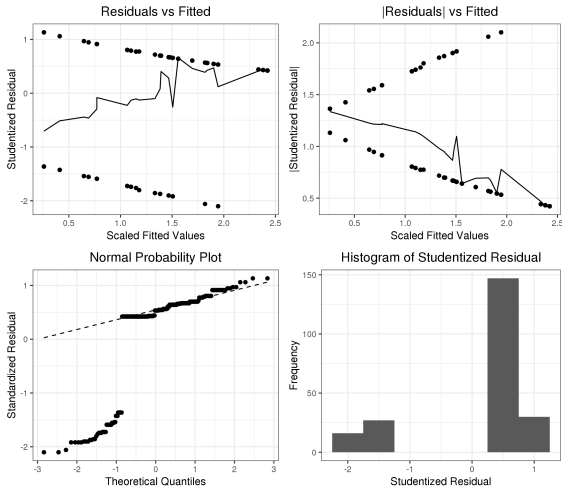 Residuals vs Fitted
Studentized Residual
1
0
-1
-2
0.5 1.0 1.5 2.0 2.5
Scaled Fitted Values
|Residuals| vs Fitted
|Studentized Residual|
2.0
1.5
1.0
0.5
0.5 1.0 1.5 2.0 2.5
Scaled Fitted Values
Normal Probability Plot
Standardized Residual
1
0
-1
-2
-3 -2 -1 0 1 2 3
Theoretical Quantiles
Histogram of Studentized Residual
Frequency
150
100
50
0
-2 -1 0 1
Studentized Residual